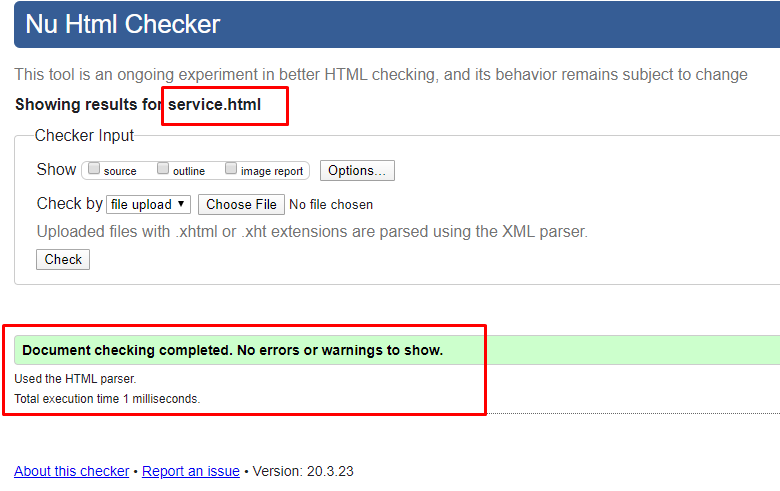 Nu Html Checker
This tool is an ongoing experiment in better HTML checking, and its behavior remains subject to change
Showing results for service.html
Checker Input
Show source outline image report Options...
Check by file upload Choose File No file chosen
Uploaded files with .xhtml or .xht extensions are parsed using the XML parser.
Check
Document checking completed. No errors or warnings to show.
Used the HTML parser.
Total execution time 1 milliseconds.
About this checker • Report an issue • Version: 20.3.23